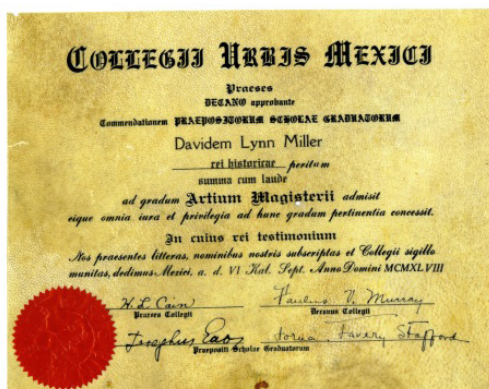 COLLEGII URBIS MEXICI
Praeses
DECANO approbante
Commendationem PRAEPOSITORUM SCHOLAE GRADUATORUM
Davidem Lynn Miller
rei historicae peritum
summa cum laude
ad gradum Artium Magisterii admisit
eique omnia iura et privilegia ad hunc gradum pertinentia concessit.
In cuius rei testimonium
Nos praesentes litteras, nominibus nostris subscriptas et Collegii sigillo
munitas, dedimus Mexici, a. d. VI Kal. Sept. Anno Domini MCMXLVIII
H. L. Cain Paulus V. Murray
Praeses Collegii Decanus Collegii
Josephus Stafford
Praepositi Scholae Graduatorum